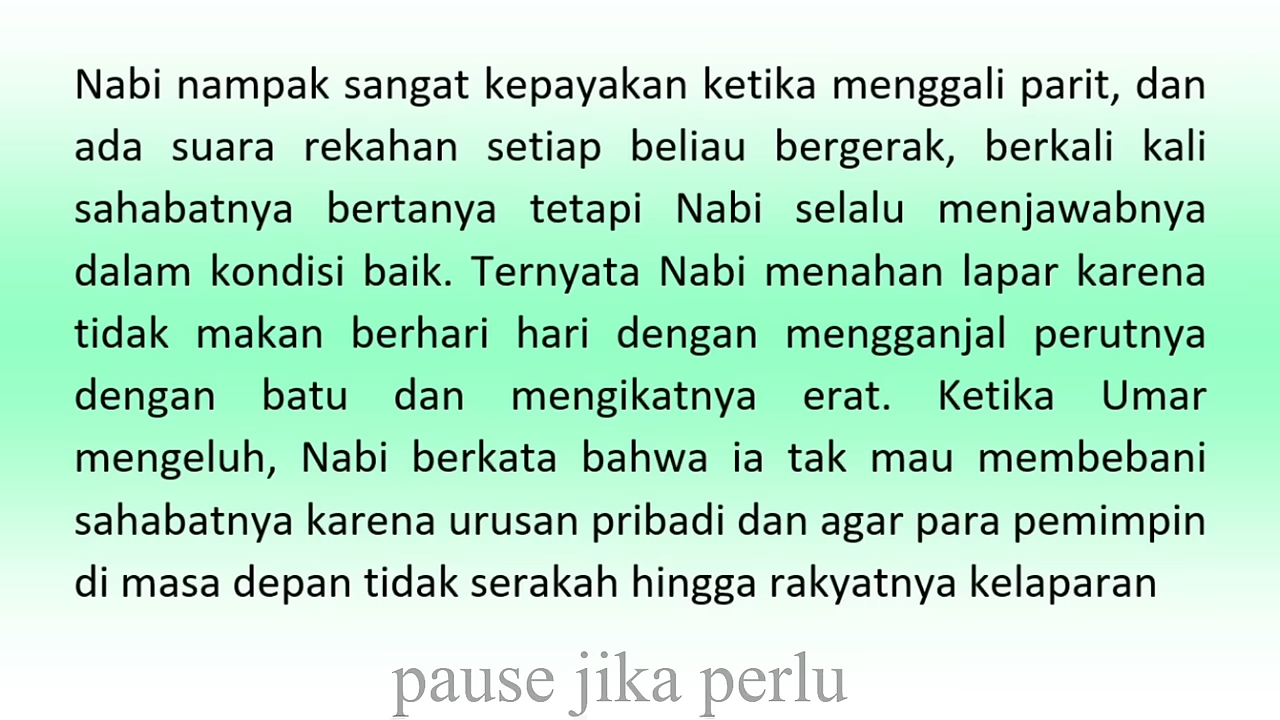 Nabi nampak sangat kepayakan ketika menggali parit, dan
ada suara rekahan setiap beliau bergerak, berkali kali
sahabatnya bertanya tetapi Nabi selalu menjawabnya
dalam kondisi baik. Ternyata Nabi menahan lapar karena
tidak makan berhari hari dengan mengganjal perutnya
dengan batu dan mengikatnya erat. Ketika Umar
mengeluh, Nabi berkata bahwa ia tak mau membebani
sahabatnya karena urusan pribadi dan agar para pemimpin
di masa depan tidak serakah hingga rakyatnya kelaparan
pause jika perlu